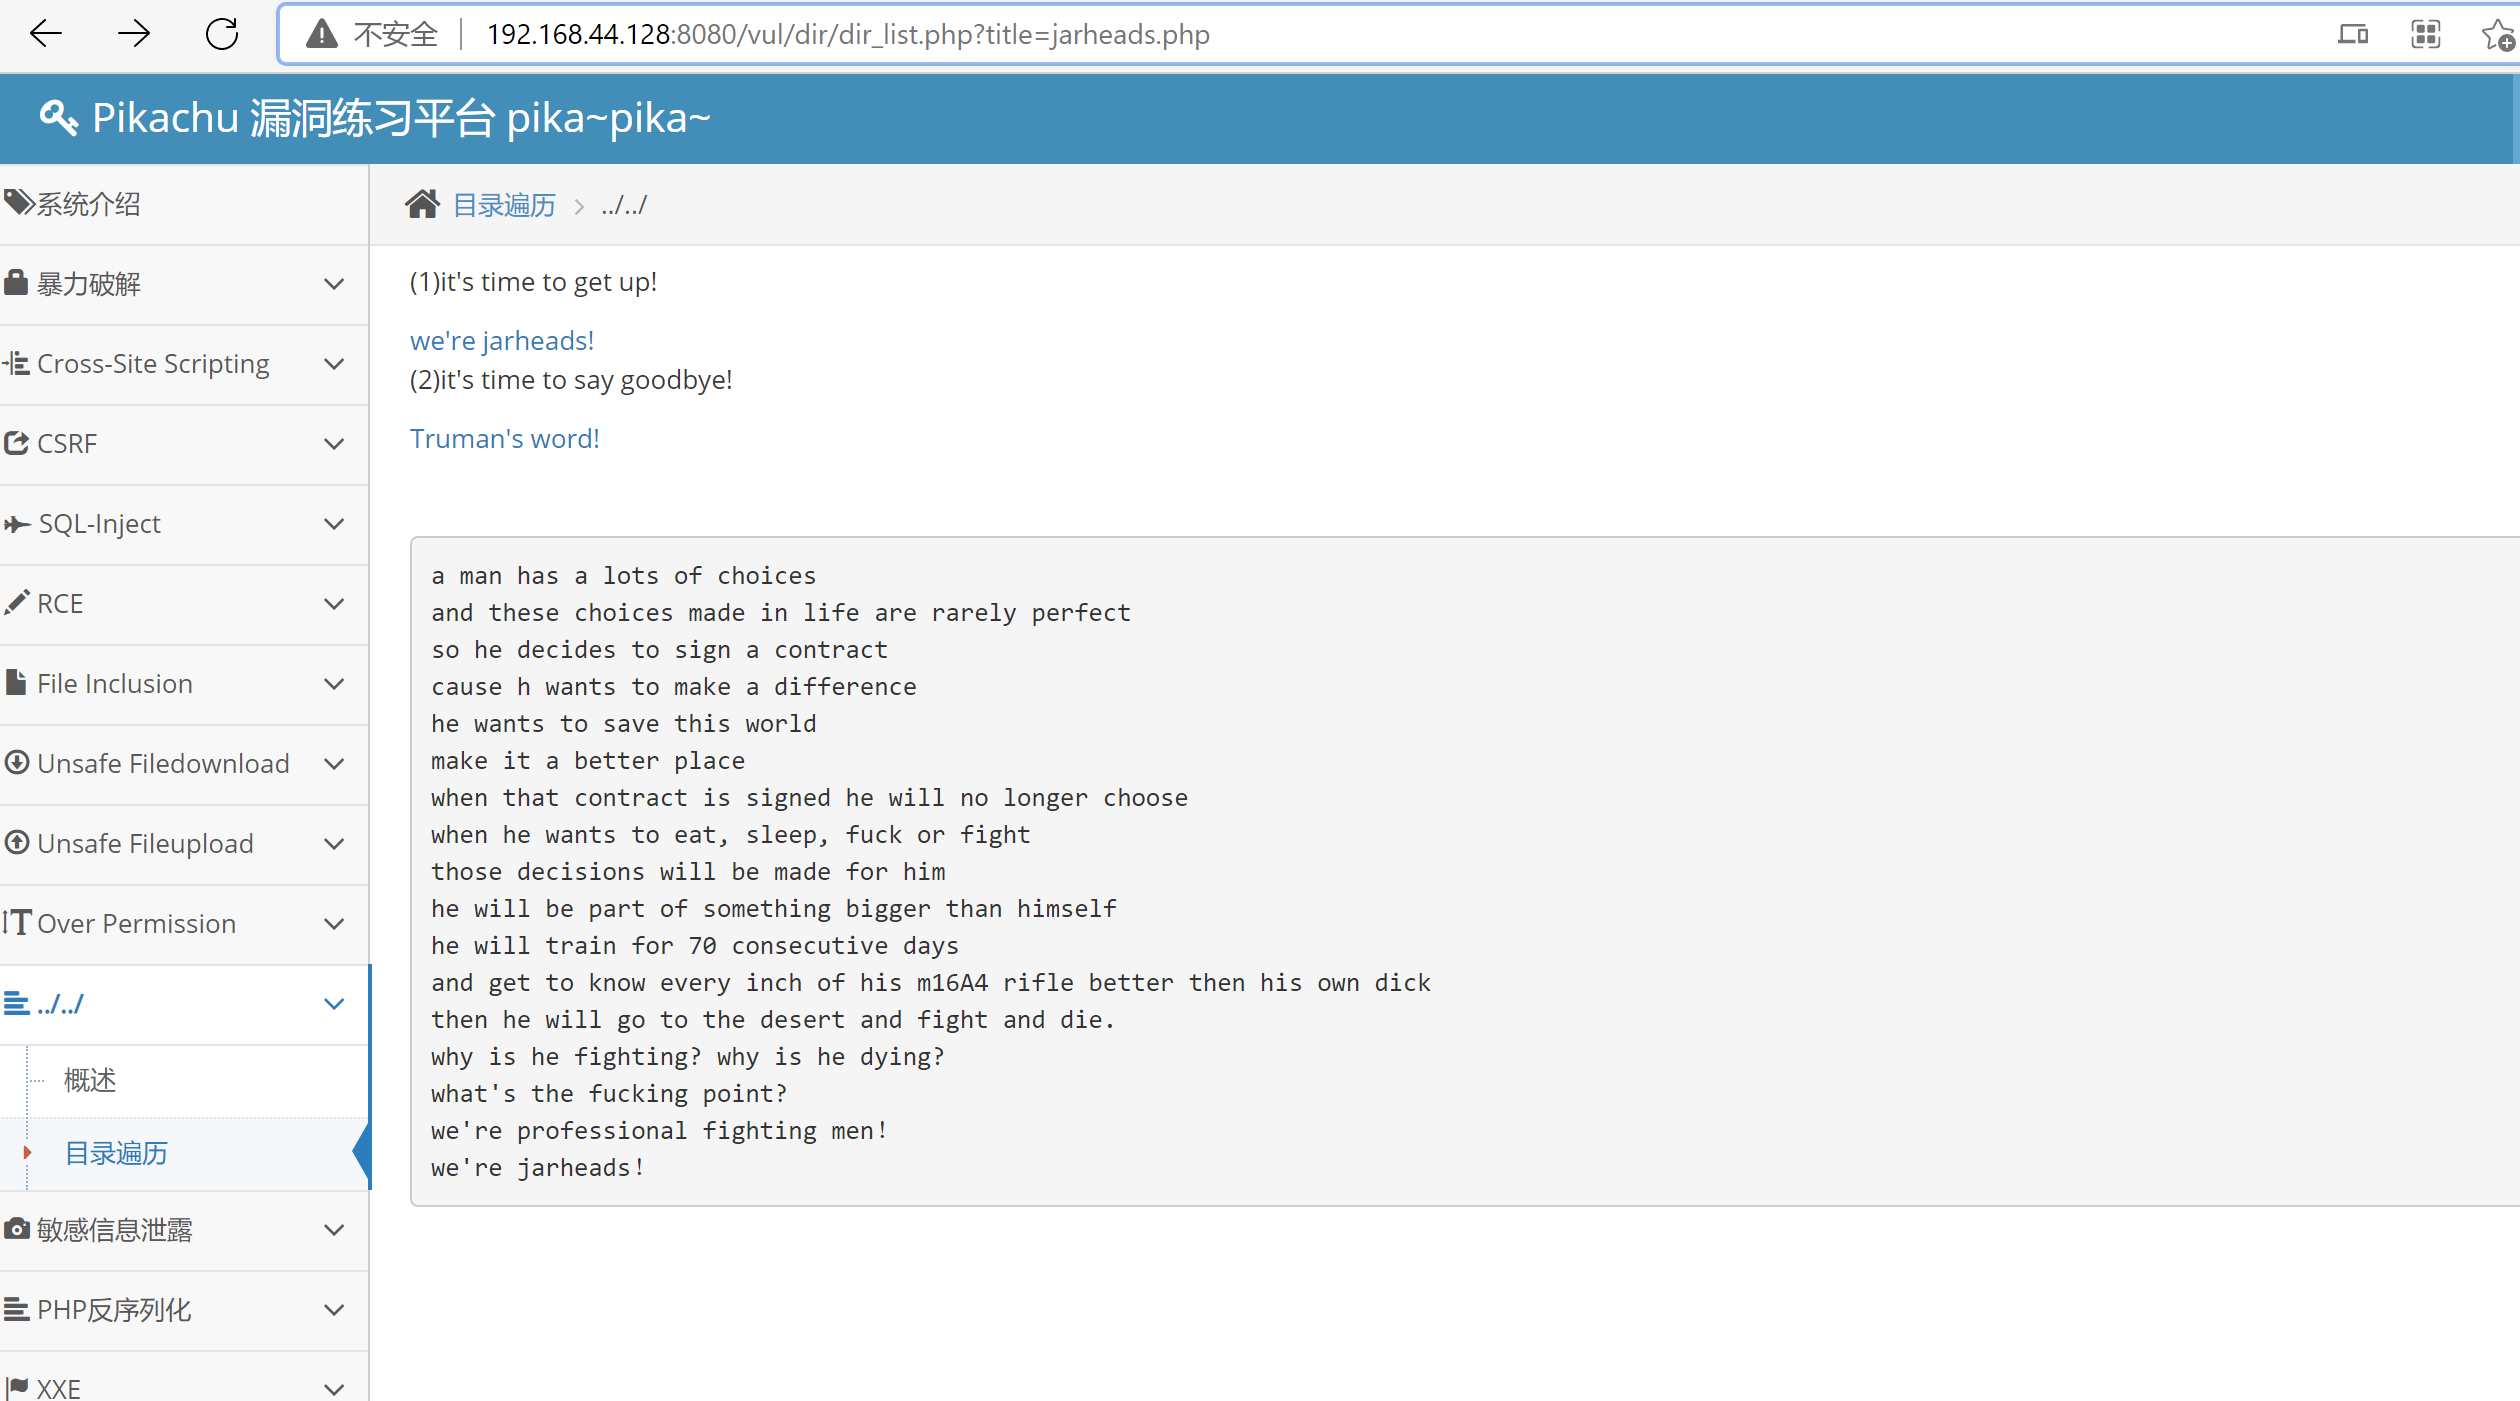 不安全 192.168.44.128:8080/vul/dir/dir_list.php?title=jarheads.php
Pikachu 漏洞练习平台 pika~pika~
系统介绍
暴力破解
Cross-Site Scripting
CSRF
SQL-Inject
RCE
File Inclusion
Unsafe Filedownload
Unsafe Fileupload
Over Permission
../../
概述
目录遍历
敏感信息泄露
PHP反序列化
XXE
目录遍历 > ../../
(1)it's time to get up!
we're jarheads!
(2)it's time to say goodbye!
Truman's word!
a man has a lots of choices
and these choices made in life are rarely perfect
so he decides to sign a contract
cause h wants to make a difference
he wants to save this world
make it a better place
when that contract is signed he will no longer choose
when he wants to eat, sleep, fuck or fight
those decisions will be made for him
he will be part of something bigger than himself
he will train for 70 consecutive days
and get to know every inch of his m16A4 rifle better then his own dick
then he will go to the desert and fight and die.
why is he fighting? why is he dying?
what's the fucking point?
we're professional fighting men!
we're jarheads!